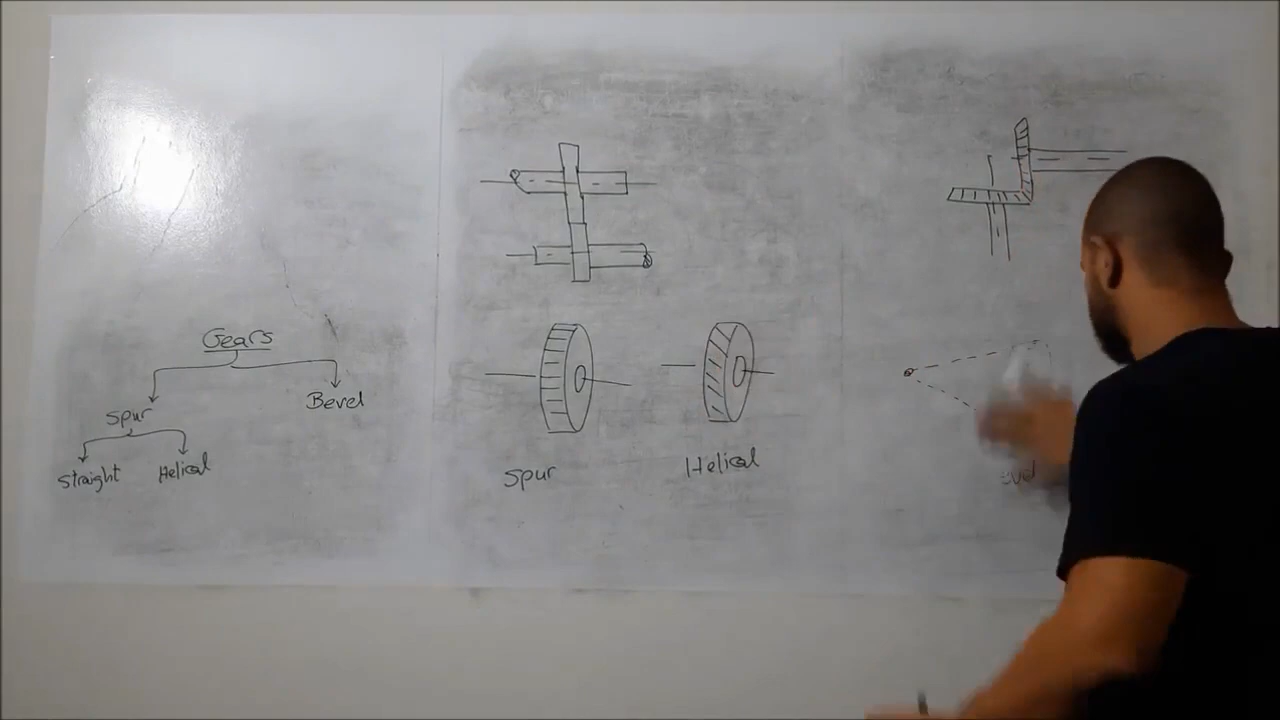 Gears
Spur
Bevel
Straight
Helical
Spur
Helical